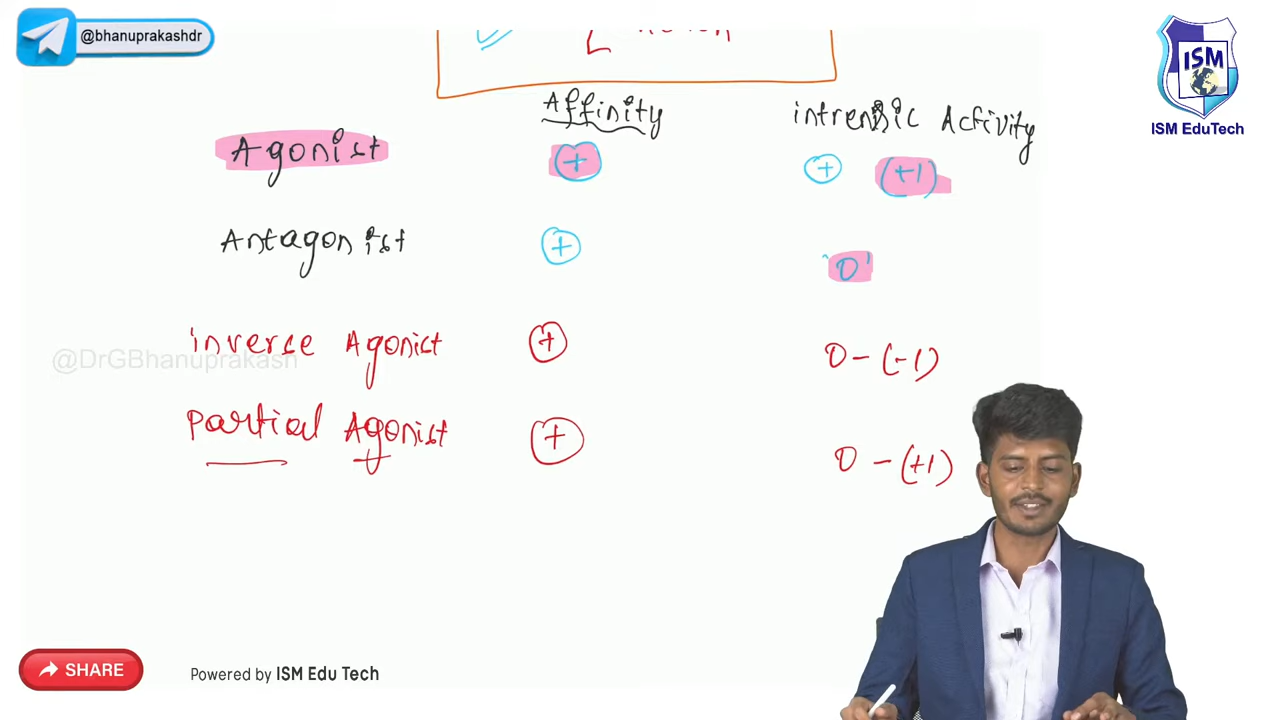 @bhanuprakashdr
ISM
ISM EduTech
Affinity intrensic Activity
Agonist + + (+1)
Antagonist + '0'
inverse Agonist + 0-(-1)
@DrGBhanuprakash
Partial Agonist + 0-(+1)
SHARE
Powered by ISM Edu Tech